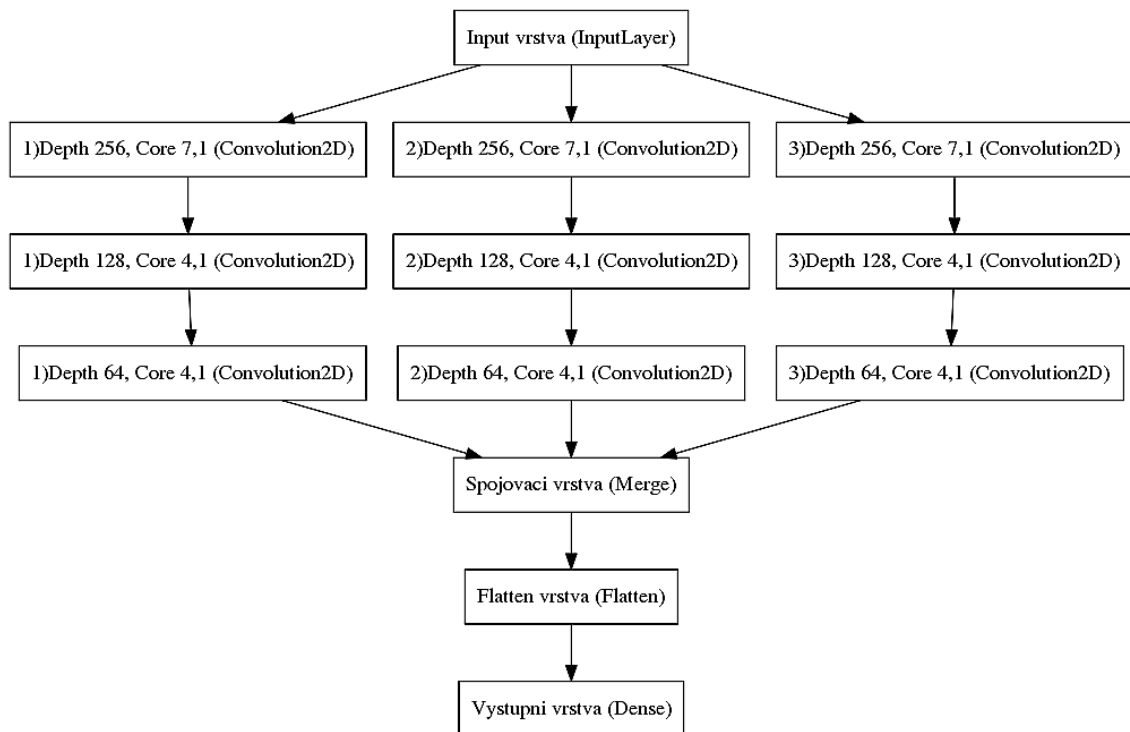 Input vrstva (InputLayer)
1)Depth 256, Core 7,1 (Convolution2D)
2)Depth 256, Core 7,1 (Convolution2D)
3)Depth 256, Core 7,1 (Convolution2D)
1)Depth 128, Core 4,1 (Convolution2D)
2)Depth 128, Core 4,1 (Convolution2D)
3)Depth 128, Core 4,1 (Convolution2D)
1)Depth 64, Core 4,1 (Convolution2D)
2)Depth 64, Core 4,1 (Convolution2D)
3)Depth 64, Core 4,1 (Convolution2D)
Spojovaci vrstva (Merge)
Flatten vrstva (Flatten)
Vystupni vrstva (Dense)